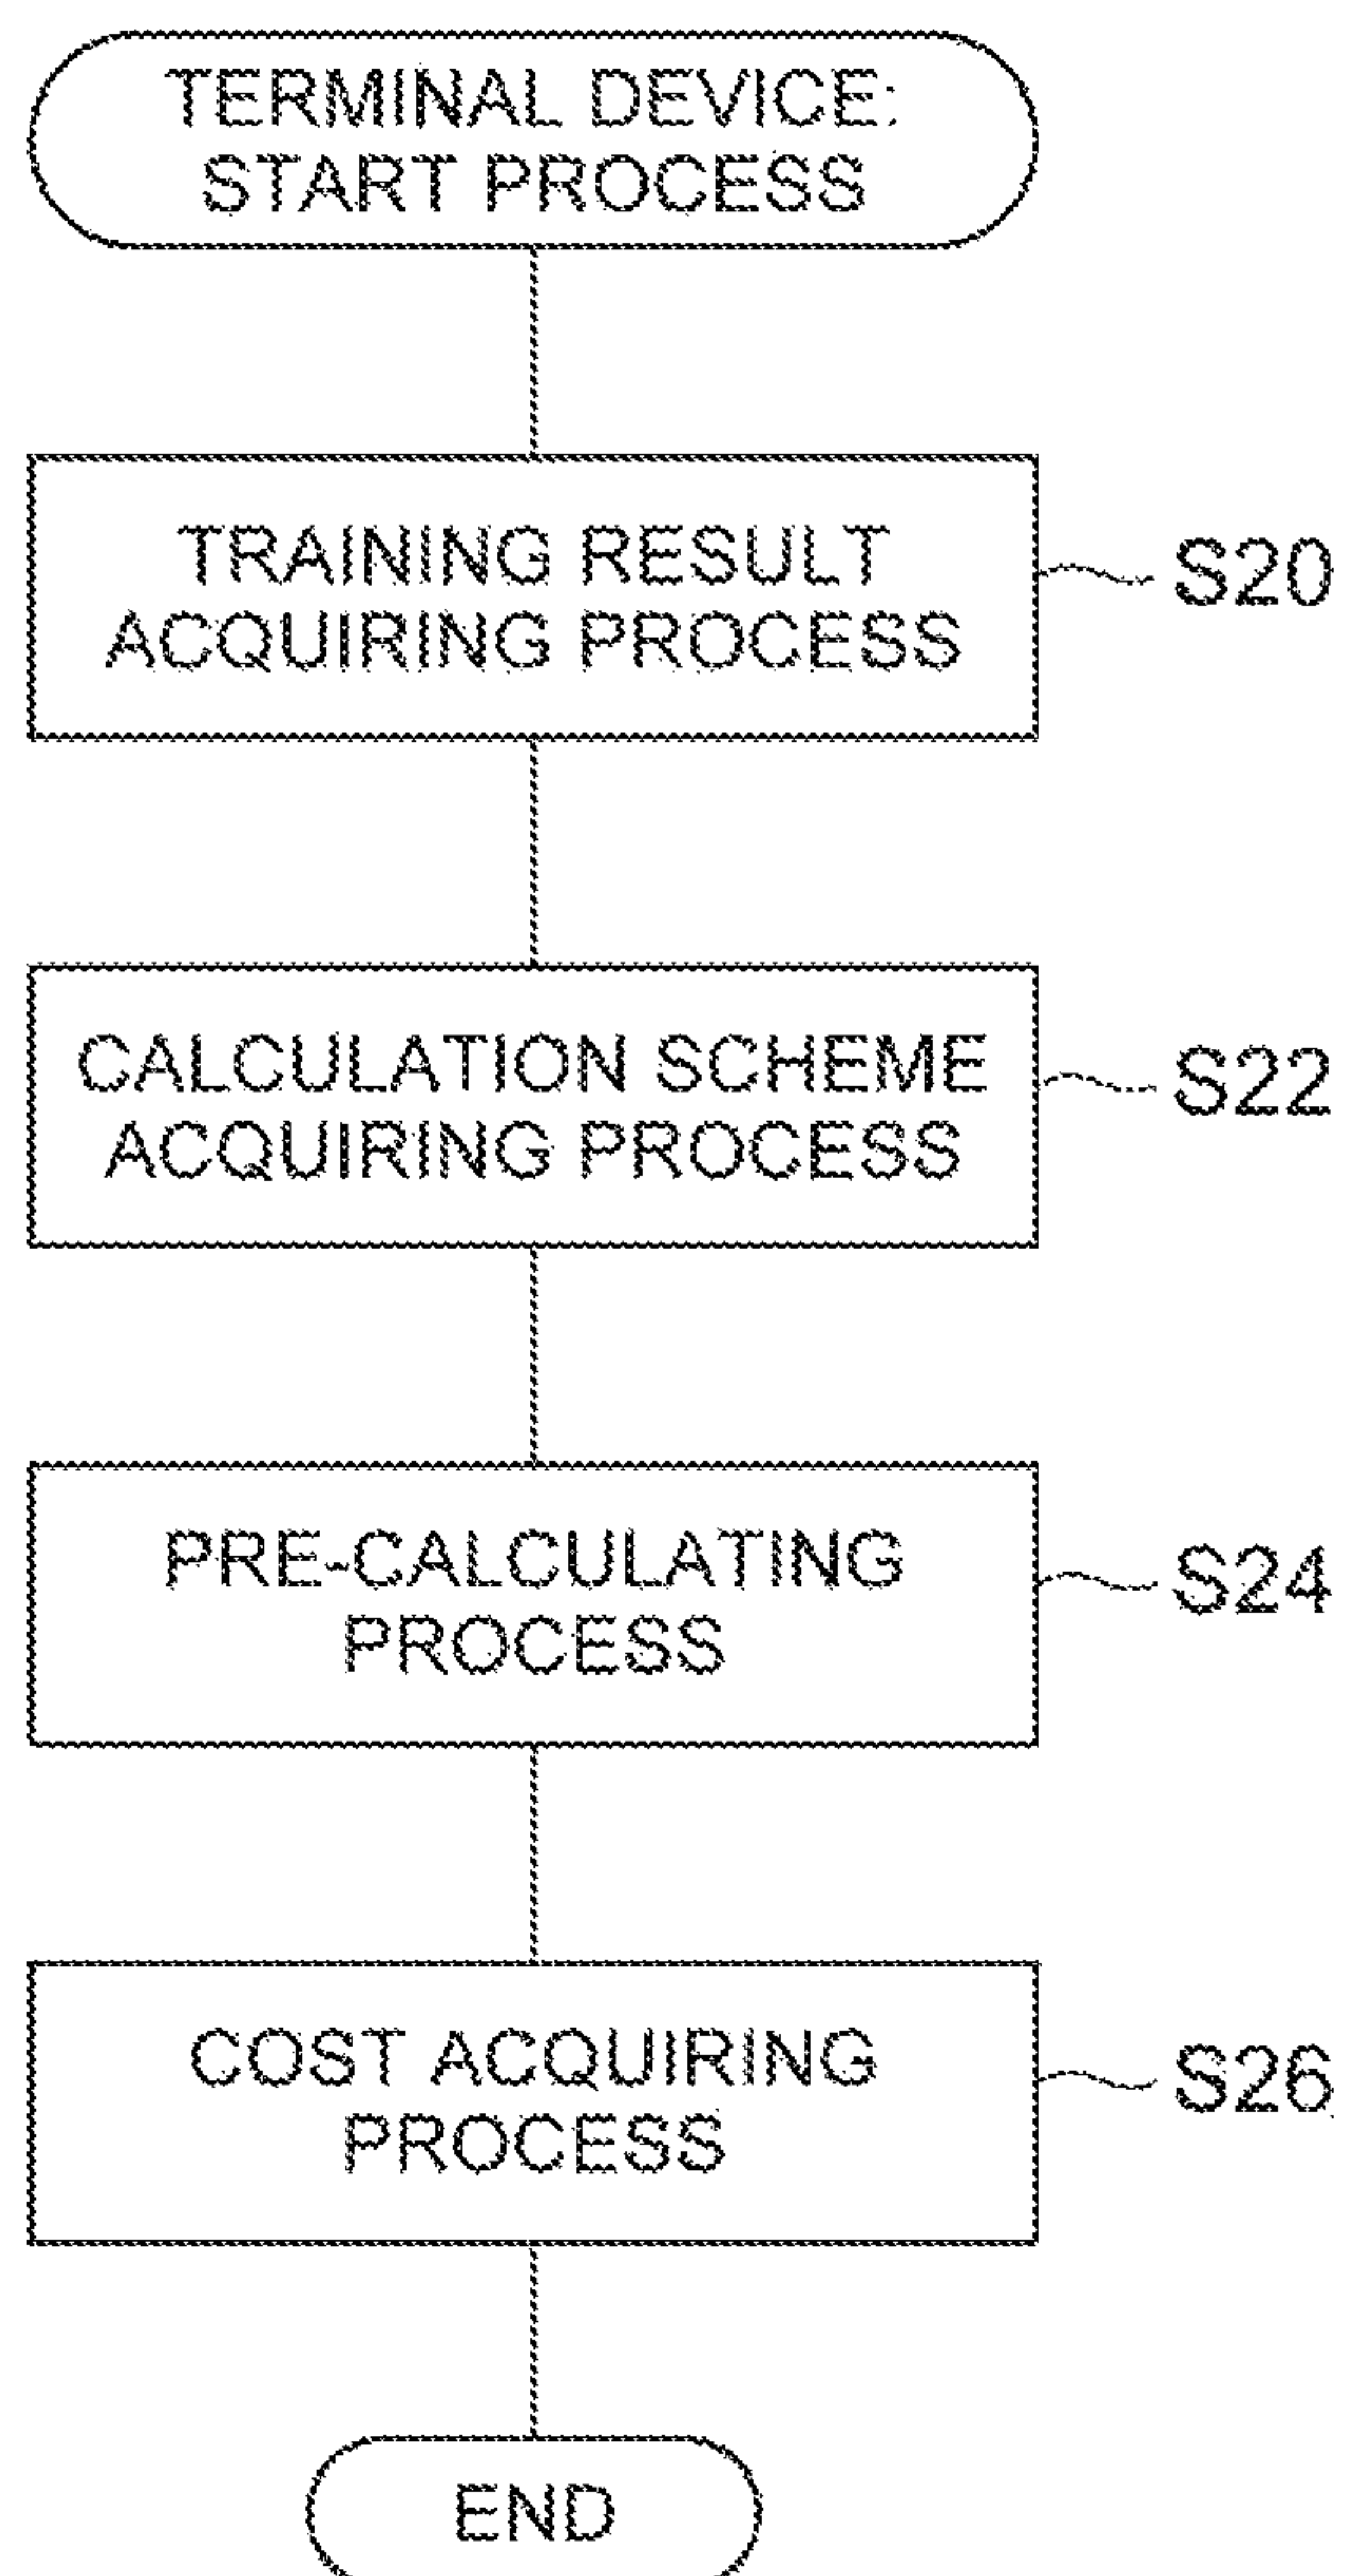 TERMINAL DEVICE:
START PROCESS
TRAINING RESULT
ACQUIRING PROCESS
S20
CALCULATION SCHEME
ACQUIRING PROCESS
S22
PRE-CALCULATING
PROCESS
S24
COST ACQUIRING
PROCESS
S26
END